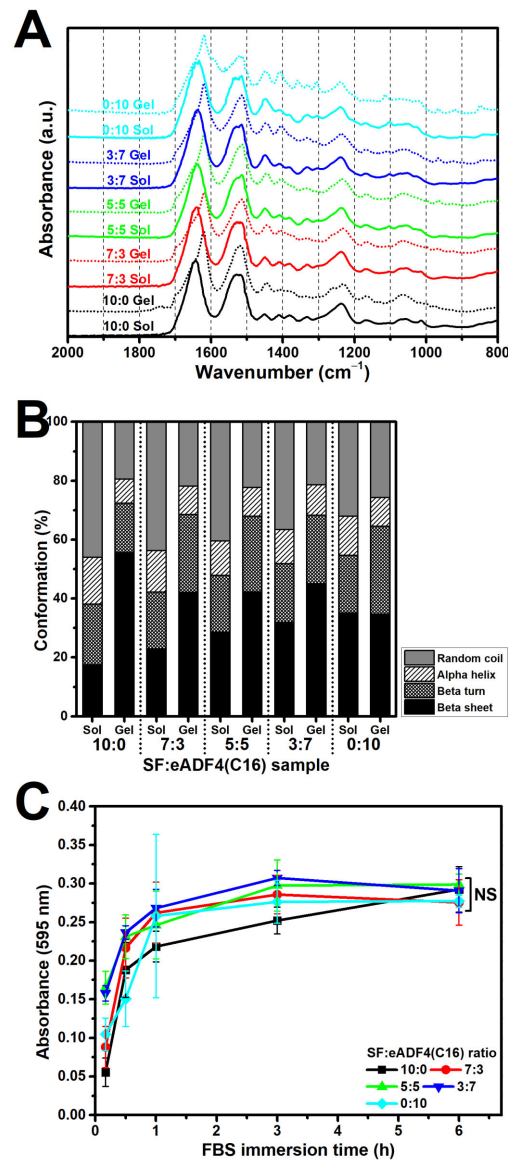 A
Absorbance (a.u.)
0:10 Gel
0:10 Sol
3:7 Gel
3:7 Sol
5:5 Gel
5:5 Sol
7:3 Gel
7:3 Sol
10:0 Gel
10:0 Sol
2000 1800 1600 1400 1200 1000 800
Wavenumber (cm⁻¹)
B
Conformation (%)
100
80
60
40
20
0
Random coil
Alpha helix
Beta turn
Beta sheet
Sol Gel Sol Gel Sol Gel Sol Gel Sol Gel
10:0 7:3 5:5 3:7 0:10
SF:eADF4(C16) sample
C
Absorbance (595 nm)
0.40
0.35
0.30
0.25
0.20
0.15
0.10
0.05
0.00
NS
SF:eADF4(C16) ratio
10:0 7:3
5:5 3:7
0:10
0 1 2 3 4 5 6
FBS immersion time (h)